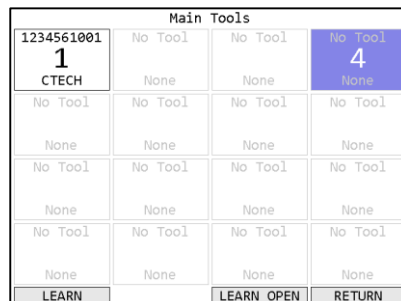 Main Tools
1234561001 No Tool No Tool No Tool
1 4
CTECH None None None
No Tool No Tool No Tool No Tool
None None None None
No Tool No Tool No Tool No Tool
None None None None
No Tool No Tool No Tool No Tool
None None None None
LEARN LEARN OPEN RETURN